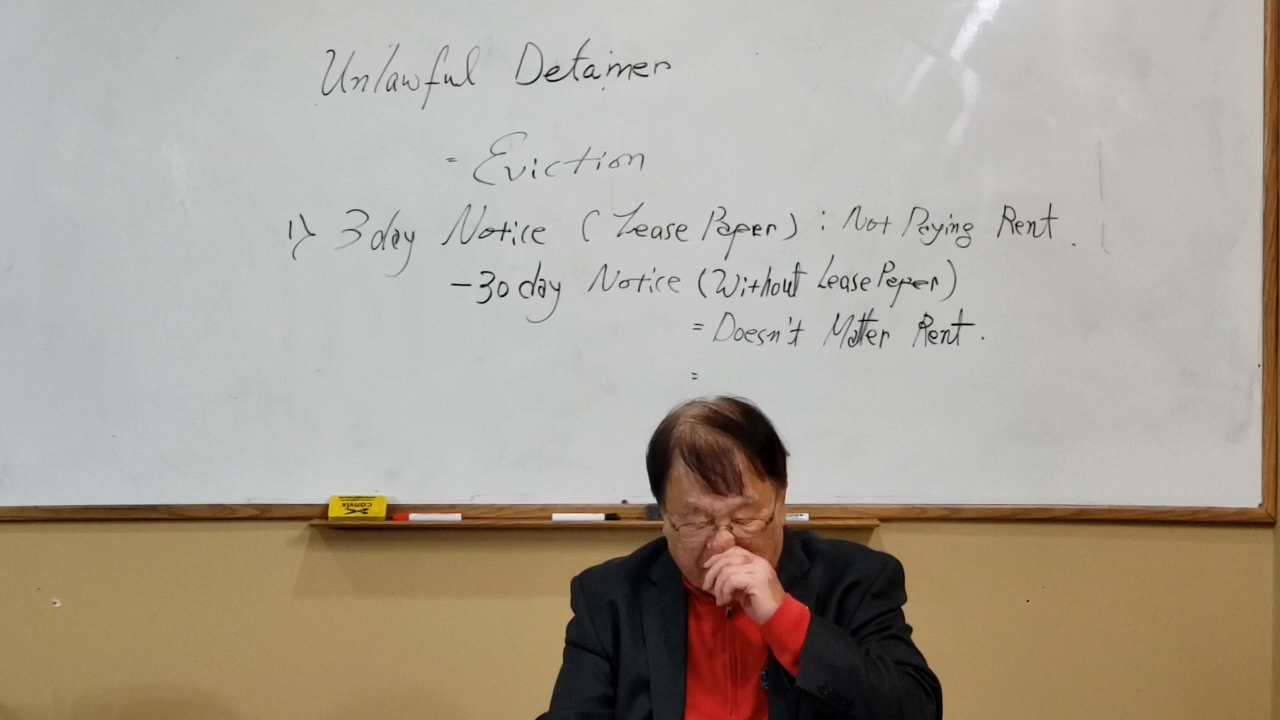 Unlawful Detainer
= Eviction
1) 3 day Notice (Lease Paper) : Not Paying Rent.
- 30 day Notice (Without Lease Paper)
= Doesn't Matter Rent.
=
canvix